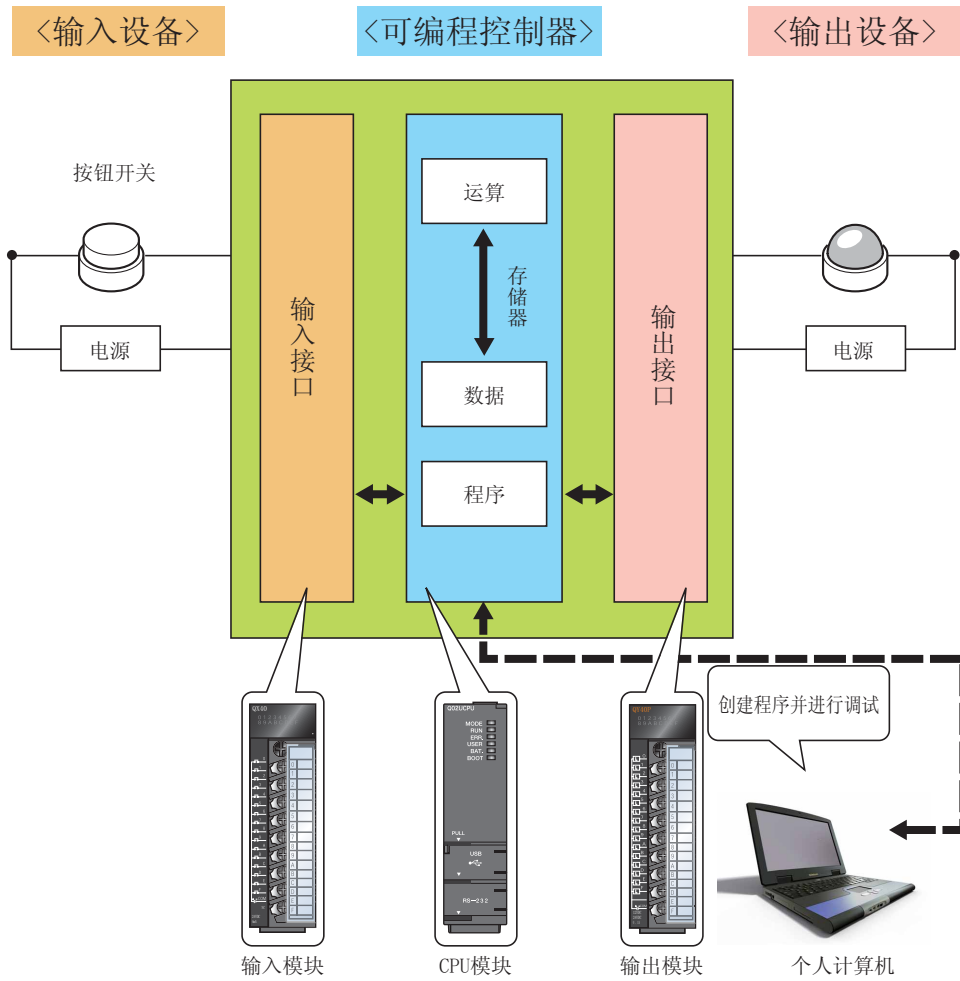 <输入设备>
<可编程控制器>
<输出设备>
按钮开关
电源
输入接口
运算
存储器
数据
程序
输出接口
电源
QX40
Q02UCPU
MODE
RUN
ERR.
USER
BAT.
BOOT
PULL
USB
RS-232
QY40P
创建程序并进行调试
输入模块
CPU模块
输出模块
个人计算机